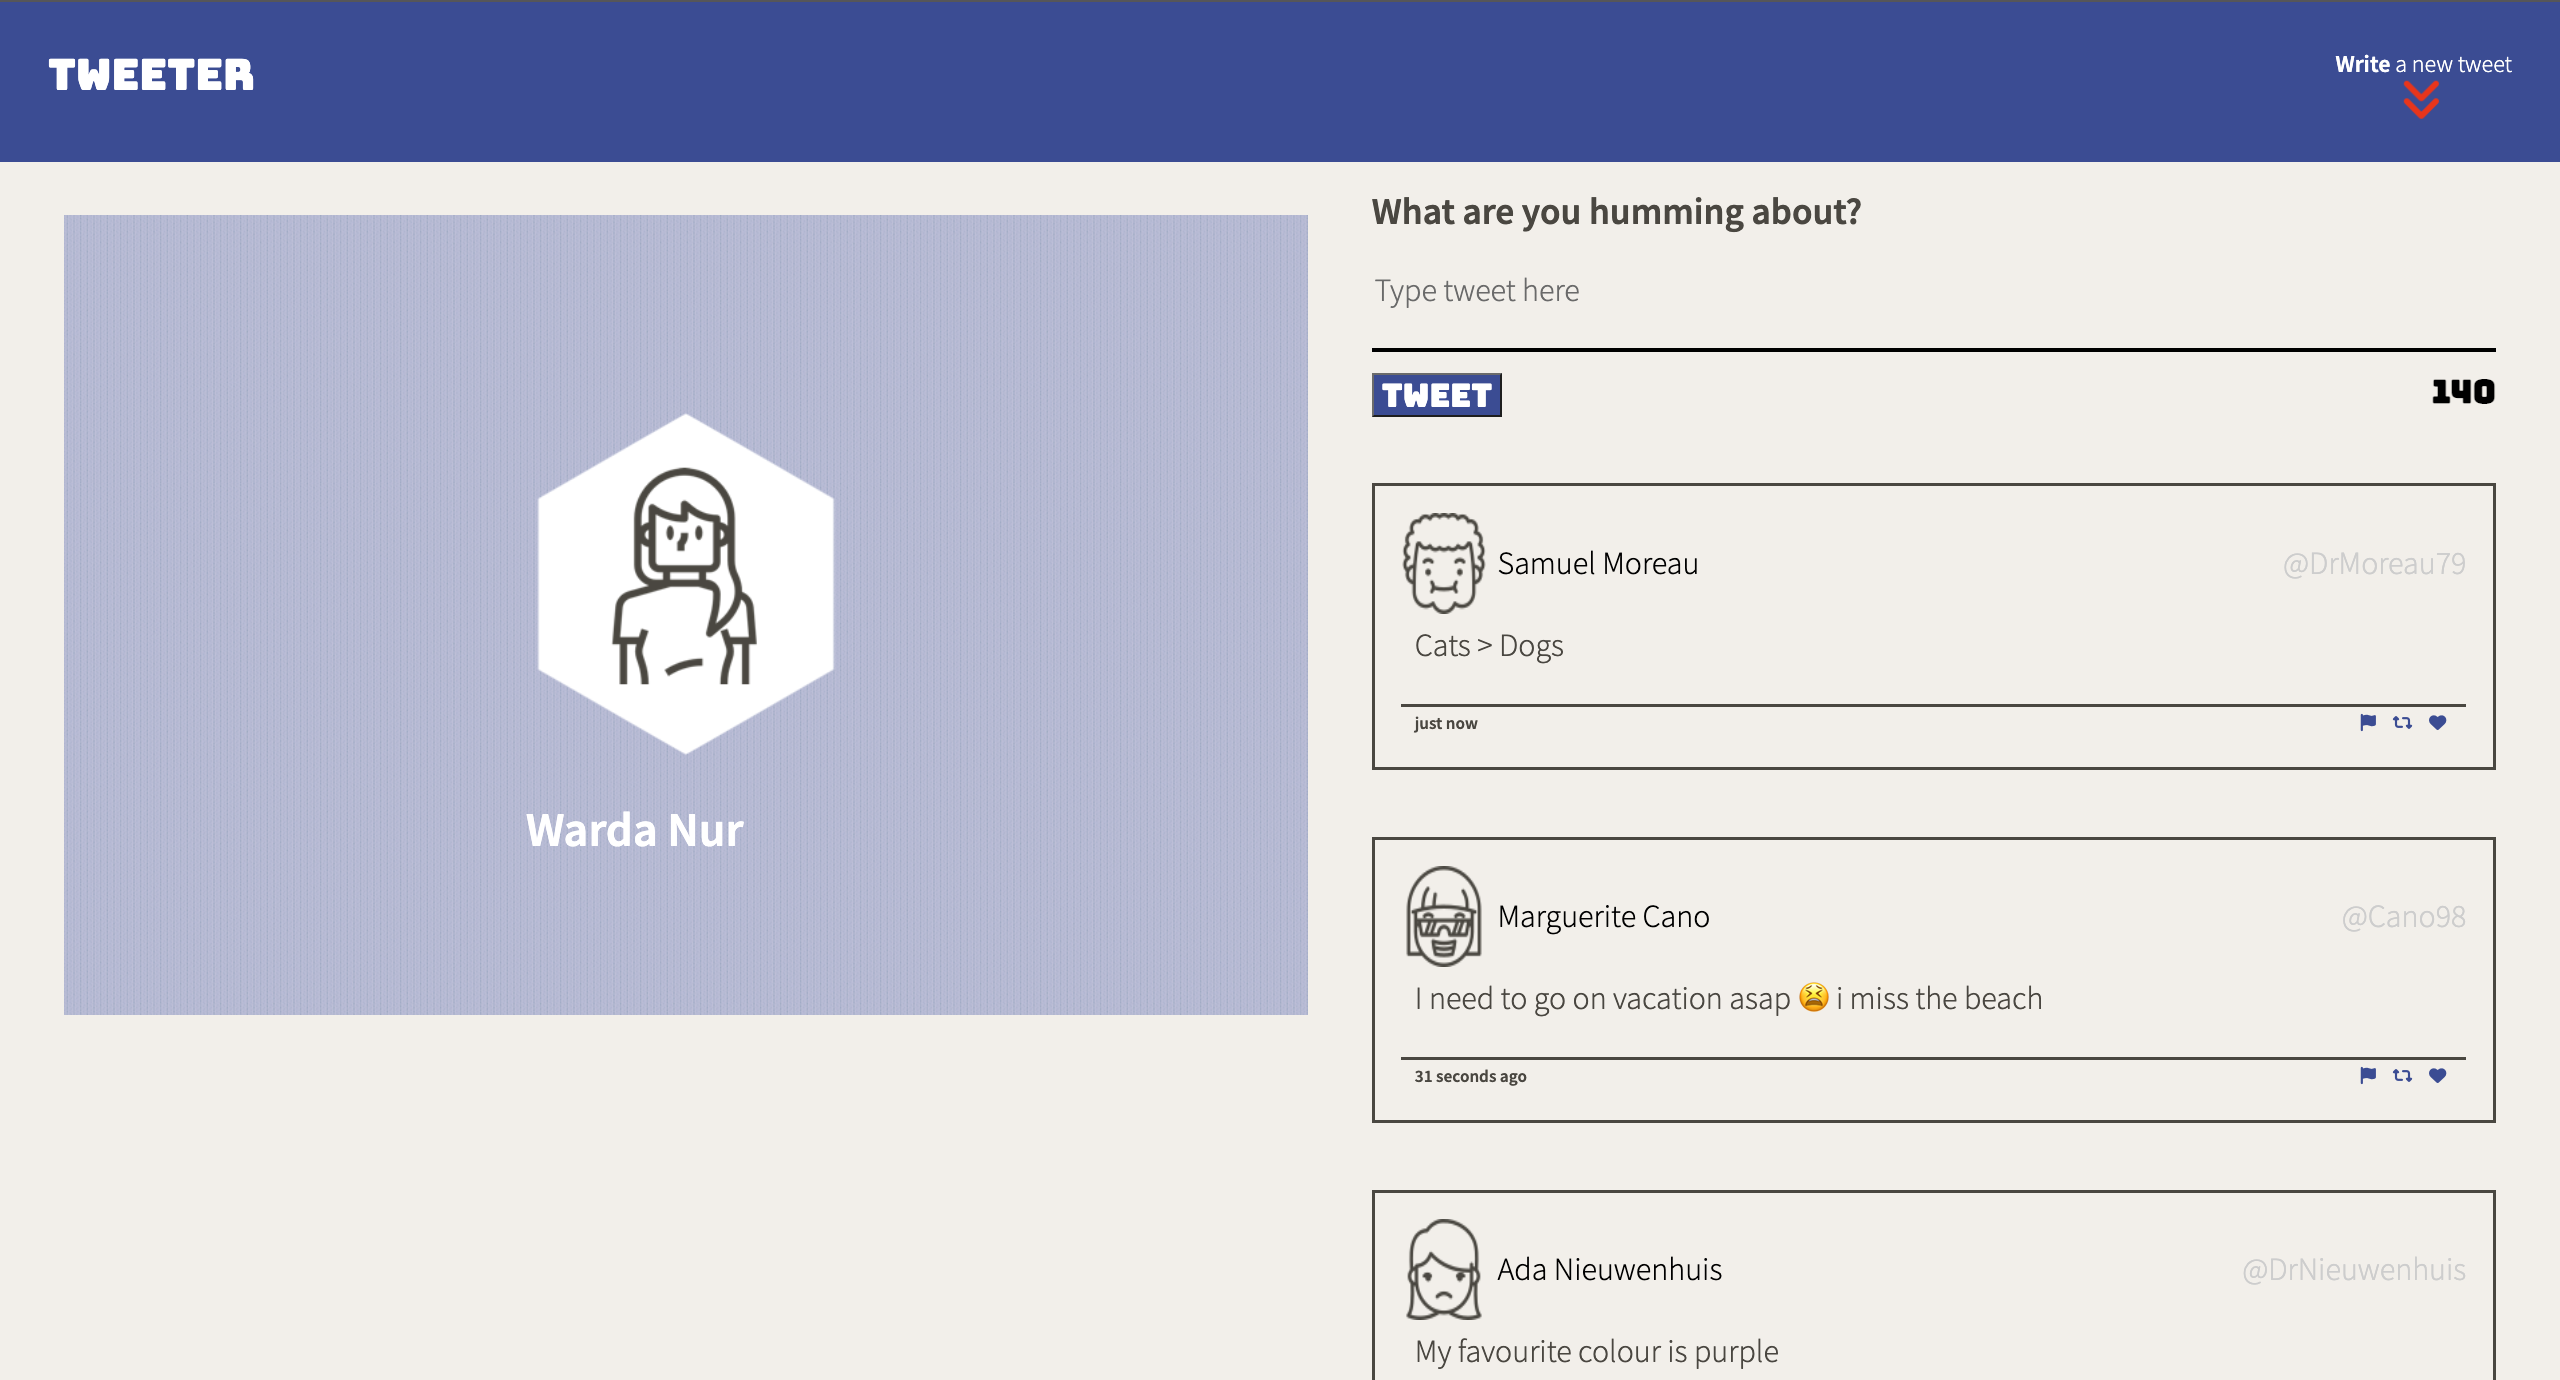 TWEETER
Write a new tweet
Warda Nur
What are you humming about?
Type tweet here
TWEET
140
Samuel Moreau
@DrMoreau79
Cats > Dogs
just now
Marguerite Cano
@Cano98
I need to go on vacation asap 😫 i miss the beach
31 seconds ago
Ada Nieuwenhuis
@DrNieuwenhuis
My favourite colour is purple